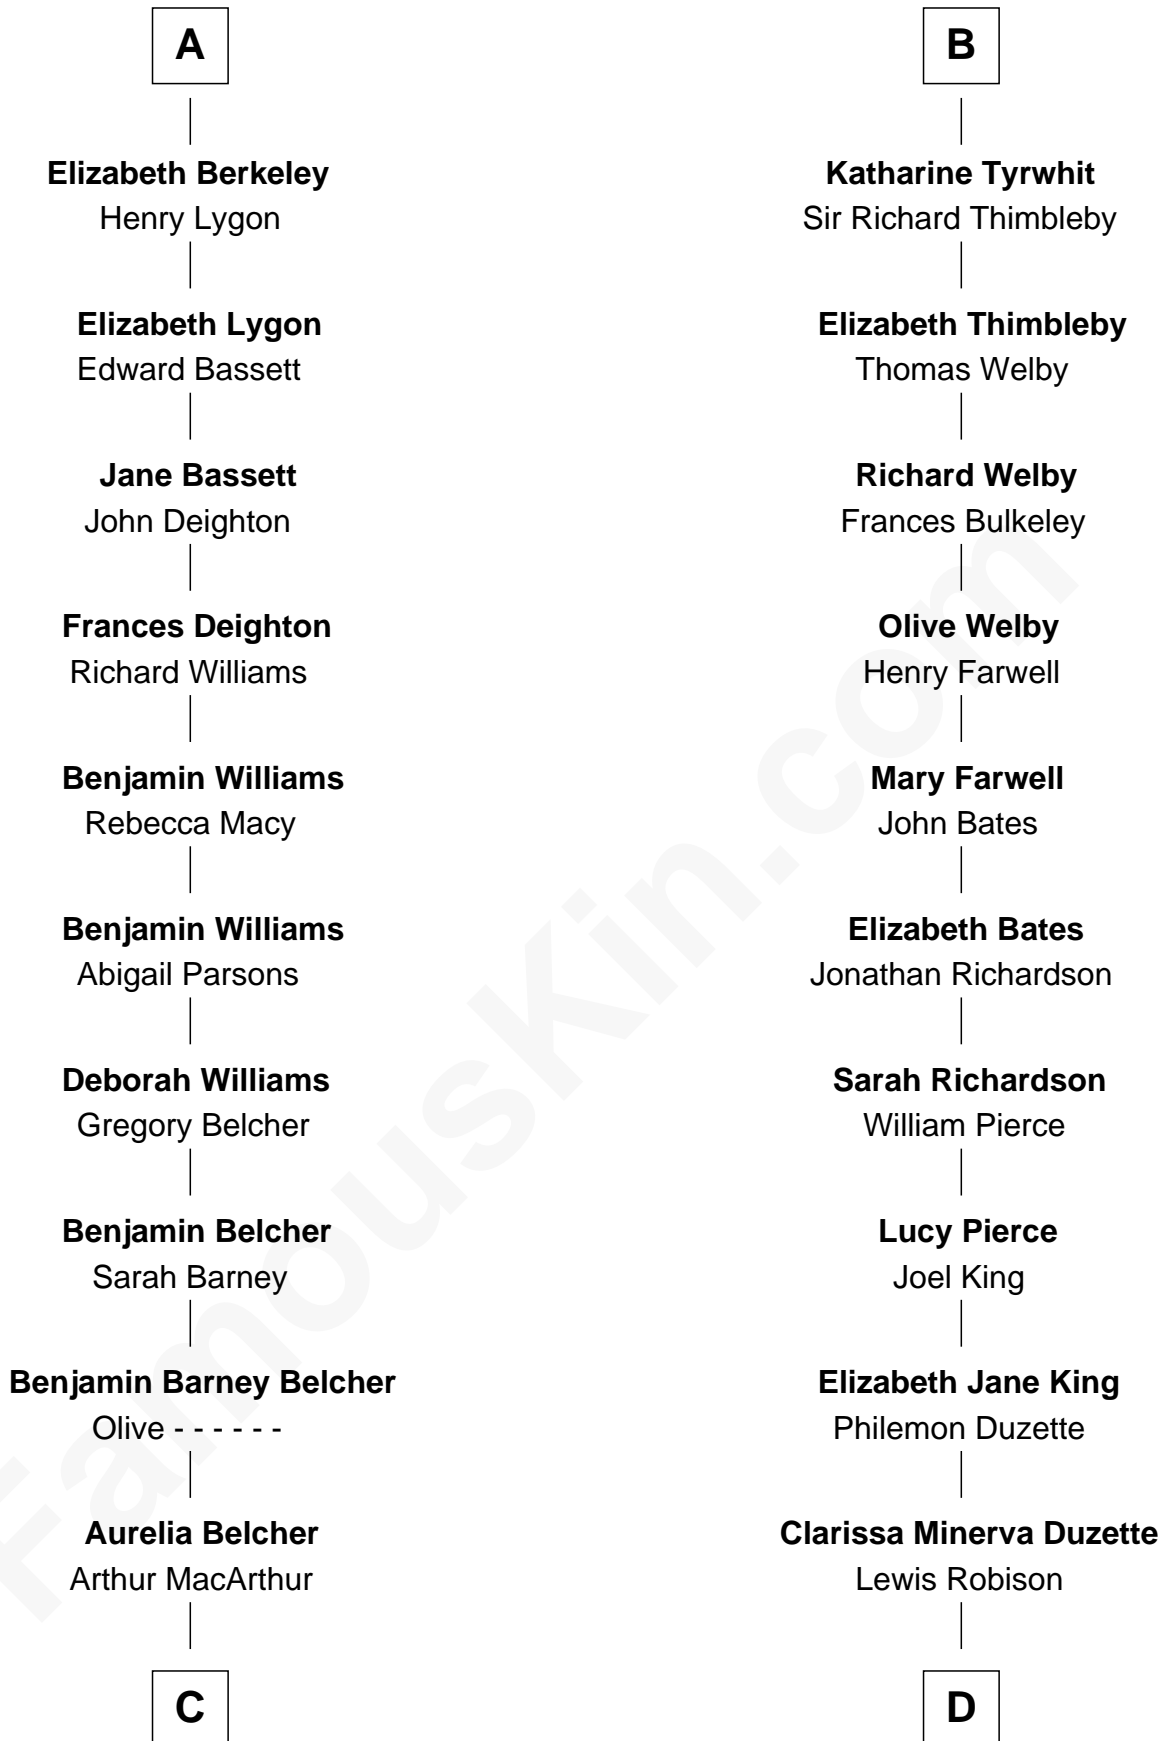 A
Elizabeth Berkeley
Henry Lygon
Elizabeth Lygon
Edward Bassett
Jane Bassett
John Deighton
Frances Deighton
Richard Williams
Benjamin Williams
Rebecca Macy
Benjamin Williams
Abigail Parsons
Deborah Williams
Gregory Belcher
Benjamin Belcher
Sarah Barney
Benjamin Barney Belcher
Olive - - - - - -
Aurelia Belcher
Arthur MacArthur
C
B
Katharine Tyrwhit
Sir Richard Thimbleby
Elizabeth Thimbleby
Thomas Welby
Richard Welby
Frances Bulkeley
Olive Welby
Henry Farwell
Mary Farwell
John Bates
Elizabeth Bates
Jonathan Richardson
Sarah Richardson
William Pierce
Lucy Pierce
Joel King
Elizabeth Jane King
Philemon Duzette
Clarissa Minerva Duzette
Lewis Robison
D
FamousKin.com